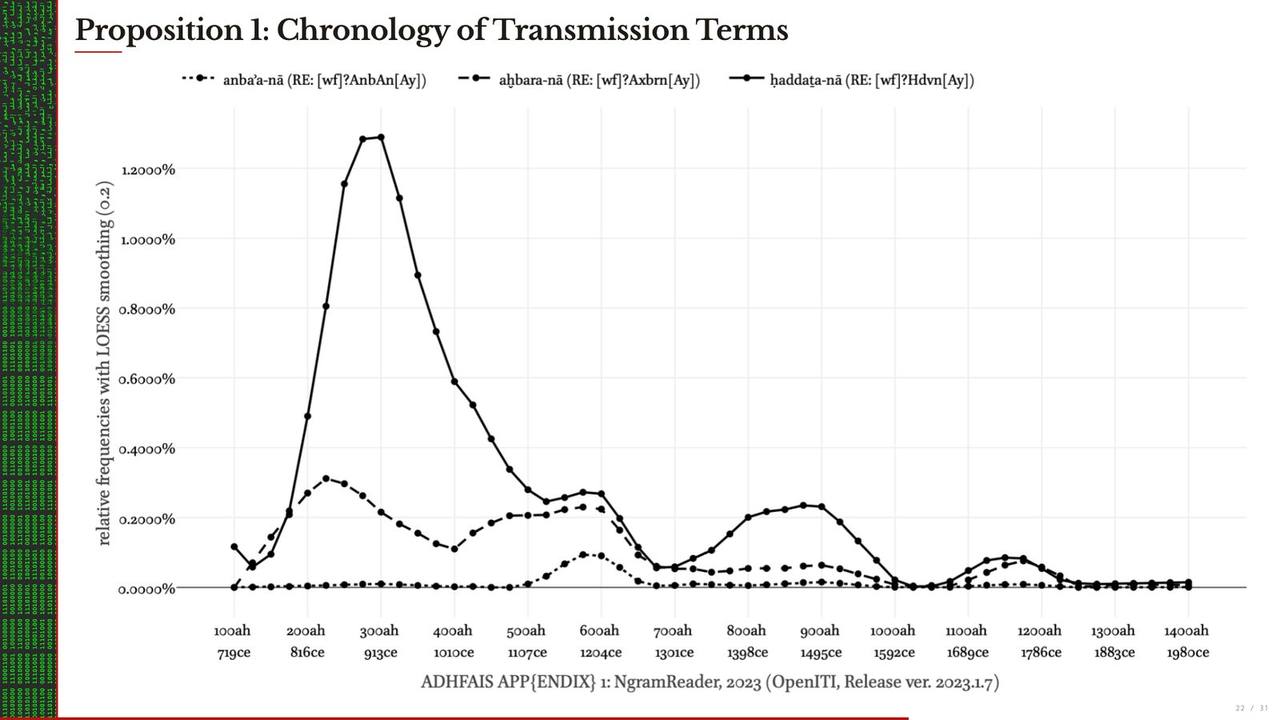 Proposition 1: Chronology of Transmission Terms
anba’a-nā (RE: [wf]?AnbAn[Ay]) aḫbara-nā (RE: [wf]?Axbrn[Ay]) ḥaddaṯa-nā (RE: [wf]?Hdvn[Ay])
relative frequencies with LOESS smoothing (0.2)
1.2000%
1.0000%
0.8000%
0.6000%
0.4000%
0.2000%
0.0000%
100ah 200ah 300ah 400ah 500ah 600ah 700ah 800ah 900ah 1000ah 1100ah 1200ah 1300ah 1400ah
719ce 816ce 913ce 1010ce 1107ce 1204ce 1301ce 1398ce 1495ce 1592ce 1689ce 1786ce 1883ce 1980ce
ADHFAIS APP{ENDIX} 1: NgramReader, 2023 (OpenITI, Release ver. 2023.1.7)
22 / 31